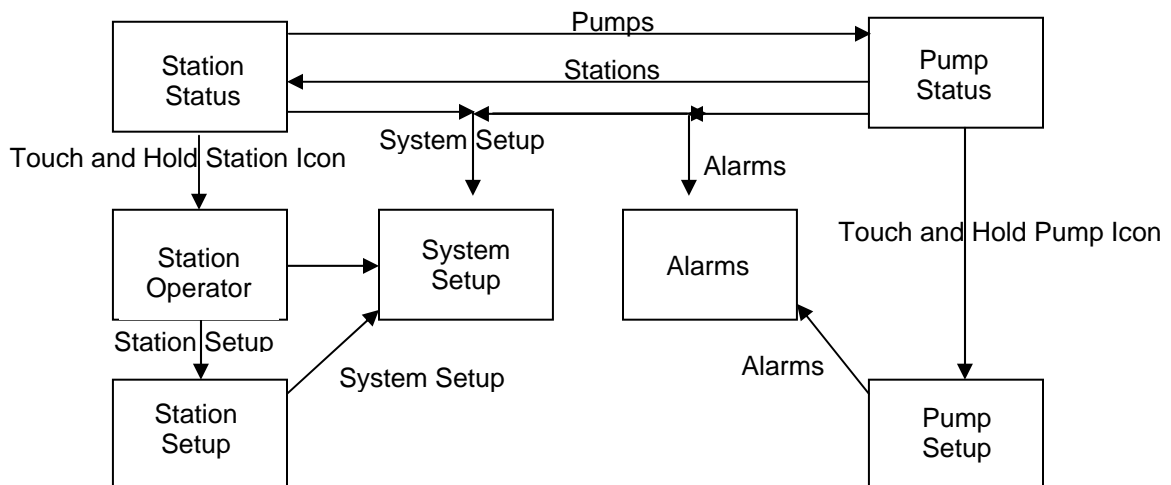 Pumps
Station
Status
Pump
Status
Stations
System Setup
Alarms
Touch and Hold Station Icon
Station
Operator
System
Setup
Alarms
Touch and Hold Pump Icon
Station Setup
System Setup
Alarms
Station
Setup
Pump
Setup